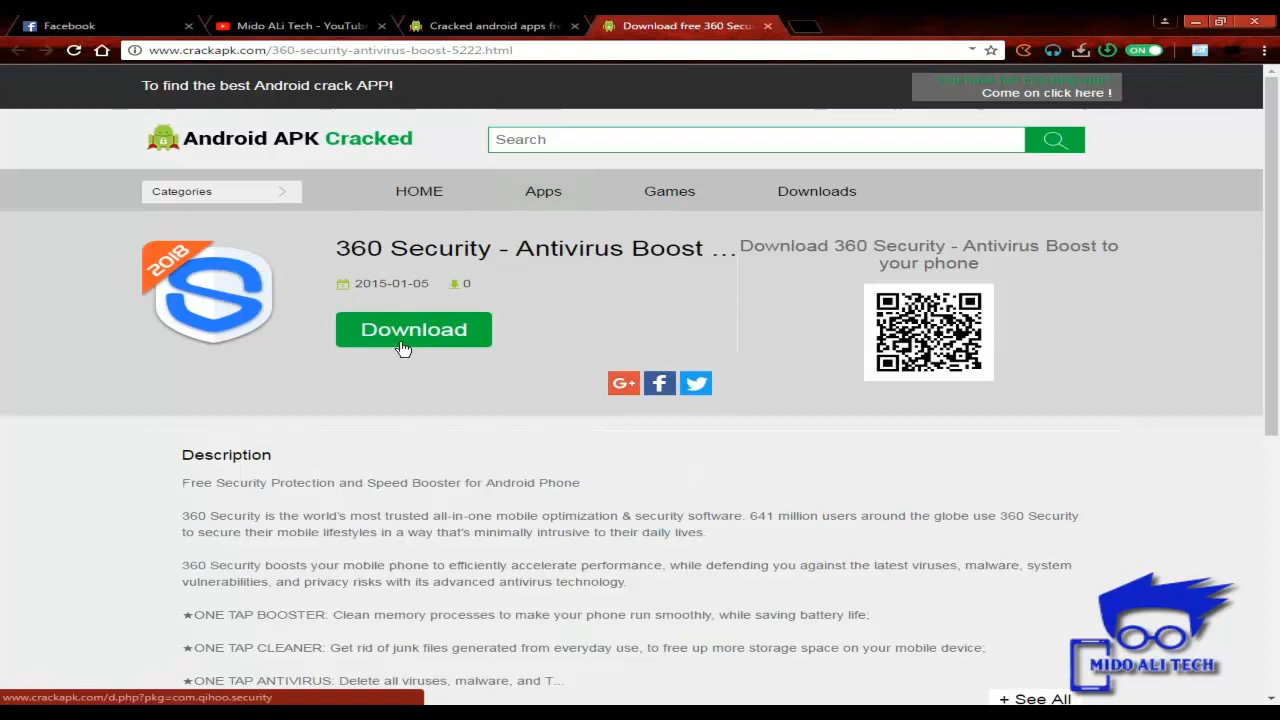 Facebook
Mido ALi Tech - YouTube
Cracked android apps fr
Download free 360 Secu
www.crackapk.com/360-security-antivirus-boost-5222.html
ON
To find the best Android crack APP!
Come on click here !
Android APK Cracked
Search
Categories
HOME
Apps
Games
Downloads
2018
360 Security - Antivirus Boost ...
2015-01-05
0
Download
Download 360 Security - Antivirus Boost to
your phone
G+
Description
Free Security Protection and Speed Booster for Android Phone
360 Security is the world's most trusted all-in-one mobile optimization & security software. 641 million users around the globe use 360 Security
to secure their mobile lifestyles in a way that's minimally intrusive to their daily lives.
360 Security boosts your mobile phone to efficiently accelerate performance, while defending you against the latest viruses, malware, system
vulnerabilities, and privacy risks with its advanced antivirus technology.
★ONE TAP BOOSTER: Clean memory processes to make your phone run smoothly, while saving battery life;
★ONE TAP CLEANER: Get rid of junk files generated from everyday use, to free up more storage space on your mobile device;
★ONE TAP ANTIVIRUS: Delete all viruses, malware, and T...
+ See All
MIDO ALI TECH
www.crackapk.com/d.php?pkg=com.qihoo.security